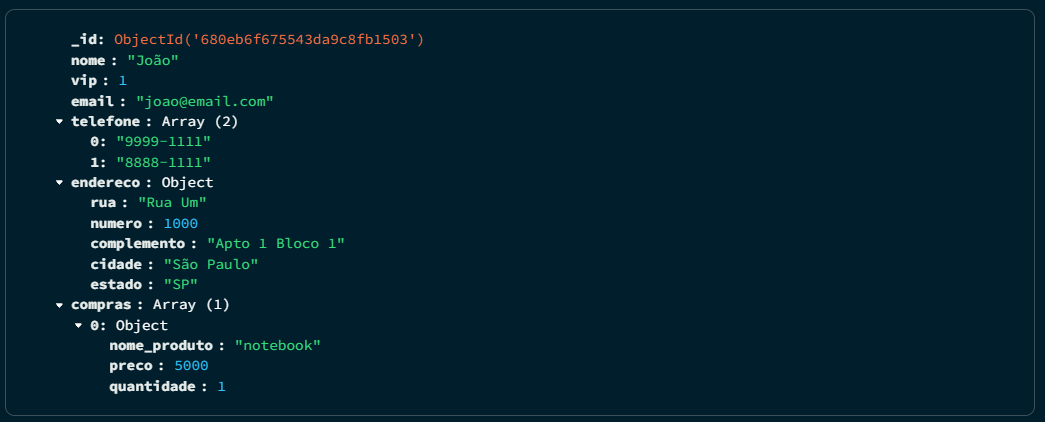 _id: ObjectId('680eb6f675543da9c8fb1503')
nome : "João"
vip : 1
email : "joao@email.com"
telefone : Array (2)
0: "9999-1111"
1: "8888-1111"
endereco : Object
rua : "Rua Um"
numero : 1000
complemento : "Apto 1 Bloco 1"
cidade : "São Paulo"
estado : "SP"
compras : Array (1)
0: Object
nome_produto : "notebook"
preco : 5000
quantidade : 1